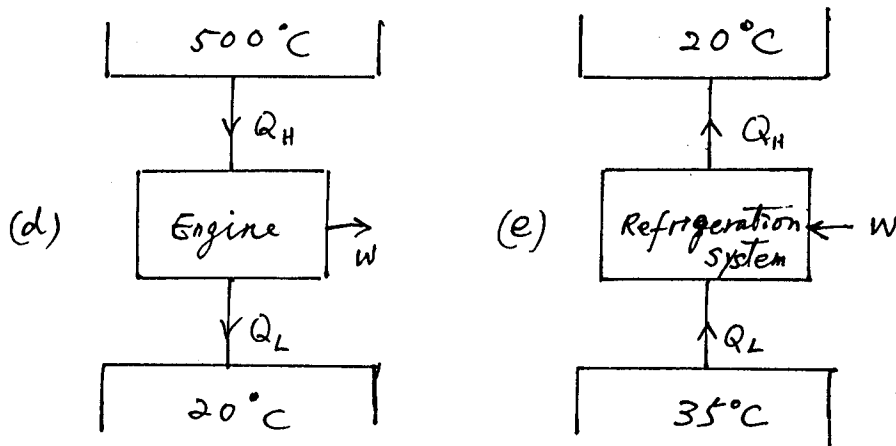 500°C
Q_H
(d)
Engine
W
Q_L
20°C
20°C
Q_H
(e)
Refrigeration
system
W
Q_L
35°C